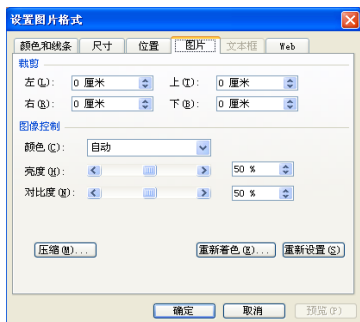 设置图片格式
颜色和线条 尺寸 位置 图片 文本框 Web
裁剪
左(L): 0 厘米 上(T): 0 厘米
右(R): 0 厘米 下(B): 0 厘米
图像控制
颜色(C): 自动
亮度(H): 50 %
对比度(N): 50 %
压缩(M)... 重新着色(E)... 重新设置(S)
确定 取消 预览(P)